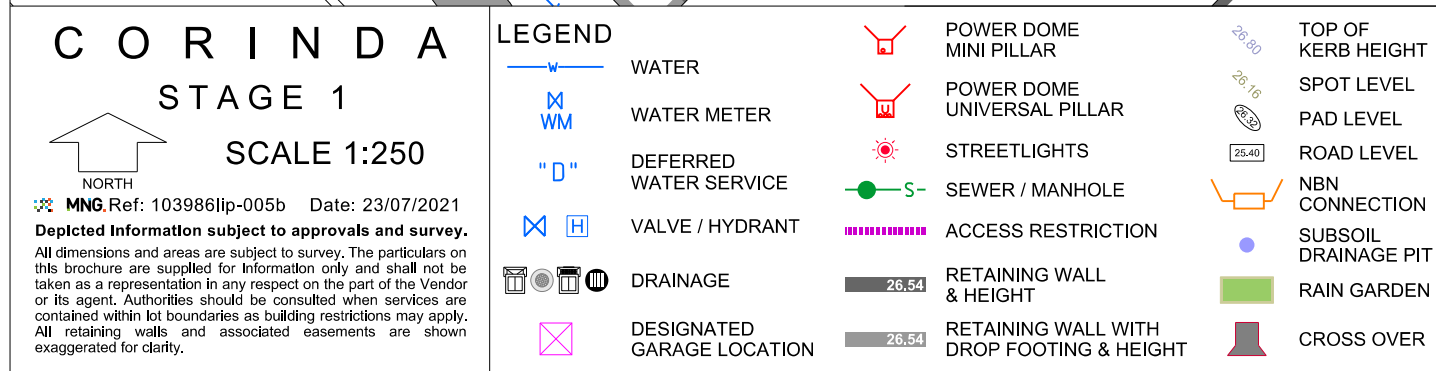 CORINDA
STAGE 1
SCALE 1:250
NORTH
MNG. Ref: 103986lip-005b Date: 23/07/2021
Depicted Information subject to approvals and survey.
All dimensions and areas are subject to survey. The particulars on
this brochure are supplied for information only and shall not be
taken as a representation in any respect on the part of the Vendor
or its agent. Authorities should be consulted when services are
contained within lot boundaries as building restrictions may apply.
All retaining walls and associated easements are shown
exaggerated for clarity.
LEGEND
W WATER
WM WATER METER
"D" DEFERRED
WATER SERVICE
H VALVE / HYDRANT
DRAINAGE
DESIGNATED
GARAGE LOCATION
POWER DOME
MINI PILLAR
U POWER DOME
UNIVERSAL PILLAR
STREETLIGHTS
S SEWER / MANHOLE
ACCESS RESTRICTION
26.54 RETAINING WALL
& HEIGHT
26.54 RETAINING WALL WITH
DROP FOOTING & HEIGHT
26.80 TOP OF
KERB HEIGHT
26.16 SPOT LEVEL
26.32 PAD LEVEL
25.40 ROAD LEVEL
NBN
CONNECTION
SUBSOIL
DRAINAGE PIT
RAIN GARDEN
CROSS OVER